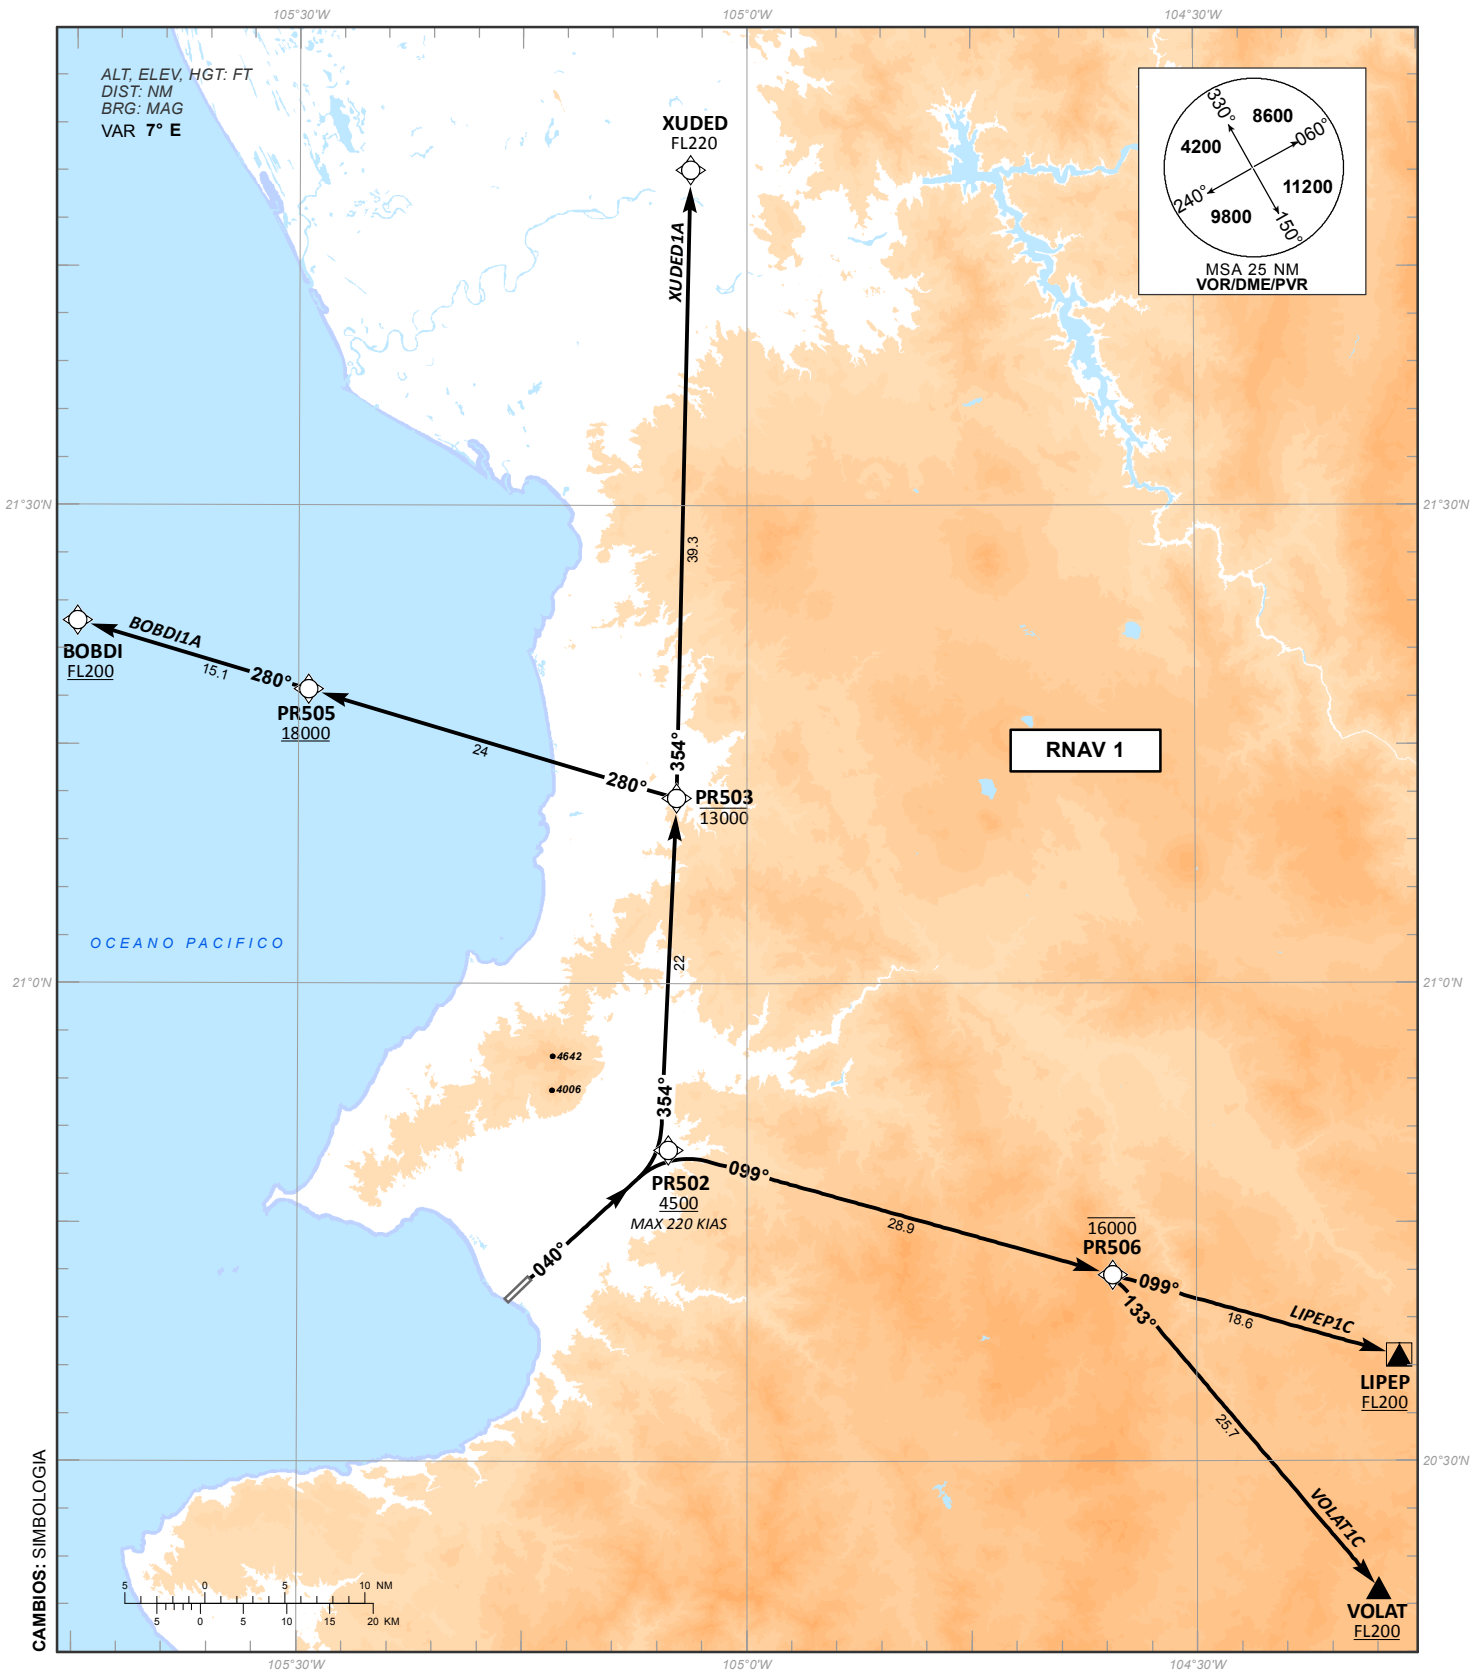 105°30'W
105°0'W
104°30'W
ALT, ELEV, HGT: FT
DIST: NM
BRG: MAG
VAR 7° E
XUDED
FL220
330°
8600
060°
4200
11200
240°
9800
150°
MSA 25 NM
VOR/DME/PVR
XUDED1A
21°30'N
21°30'N
39.3
BOBDI1A
BOBDI
FL200
15.1
280°
PR505
18000
24
280°
354°
PR503
13000
RNAV 1
OCEANO PACIFICO
22
21°0'N
21°0'N
4642
4006
354°
PR502
4500
MAX 220 KIAS
099°
28.9
040°
16000
PR506
099°
133°
18.6
LIPEP1C
LIPEP
FL200
25.7
20°30'N
VOLAT1C
VOLAT
FL200
CAMBIOS: SIMBOLOGIA
5 0 5 10 NM
5 0 5 10 15 20 KM
105°30'W
105°0'W
104°30'W